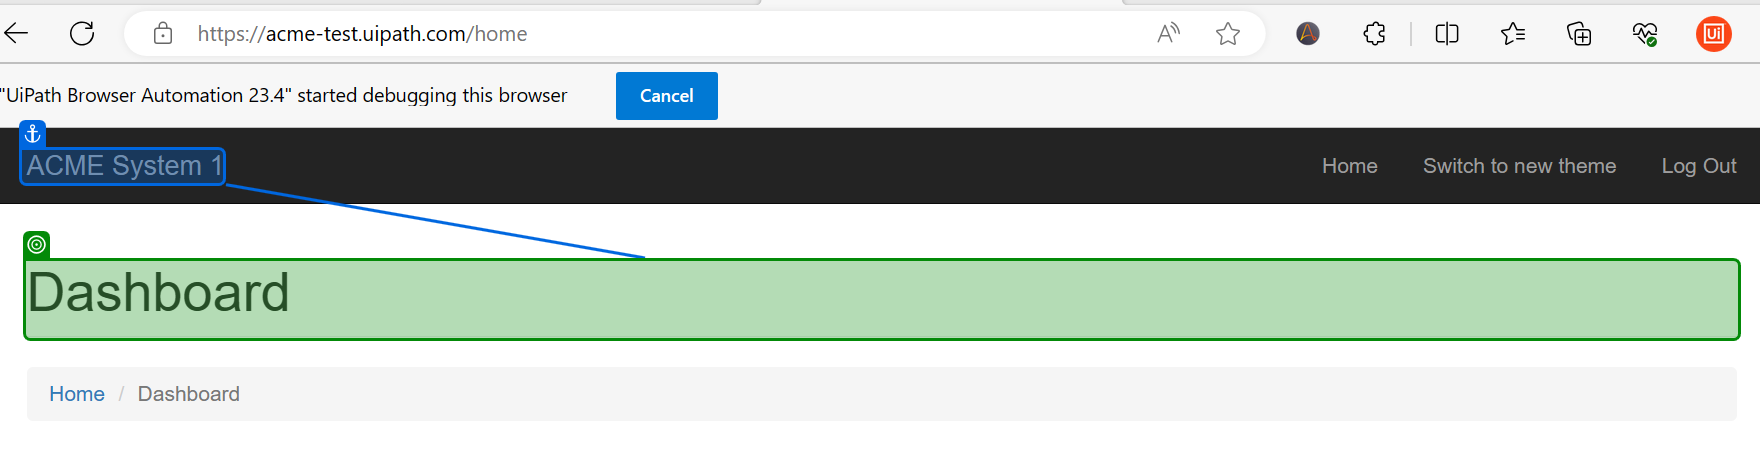 https://acme-test.uipath.com/home
"UiPath Browser Automation 23.4" started debugging this browser Cancel
ACME System 1 Home Switch to new theme Log Out
Dashboard
Home / Dashboard